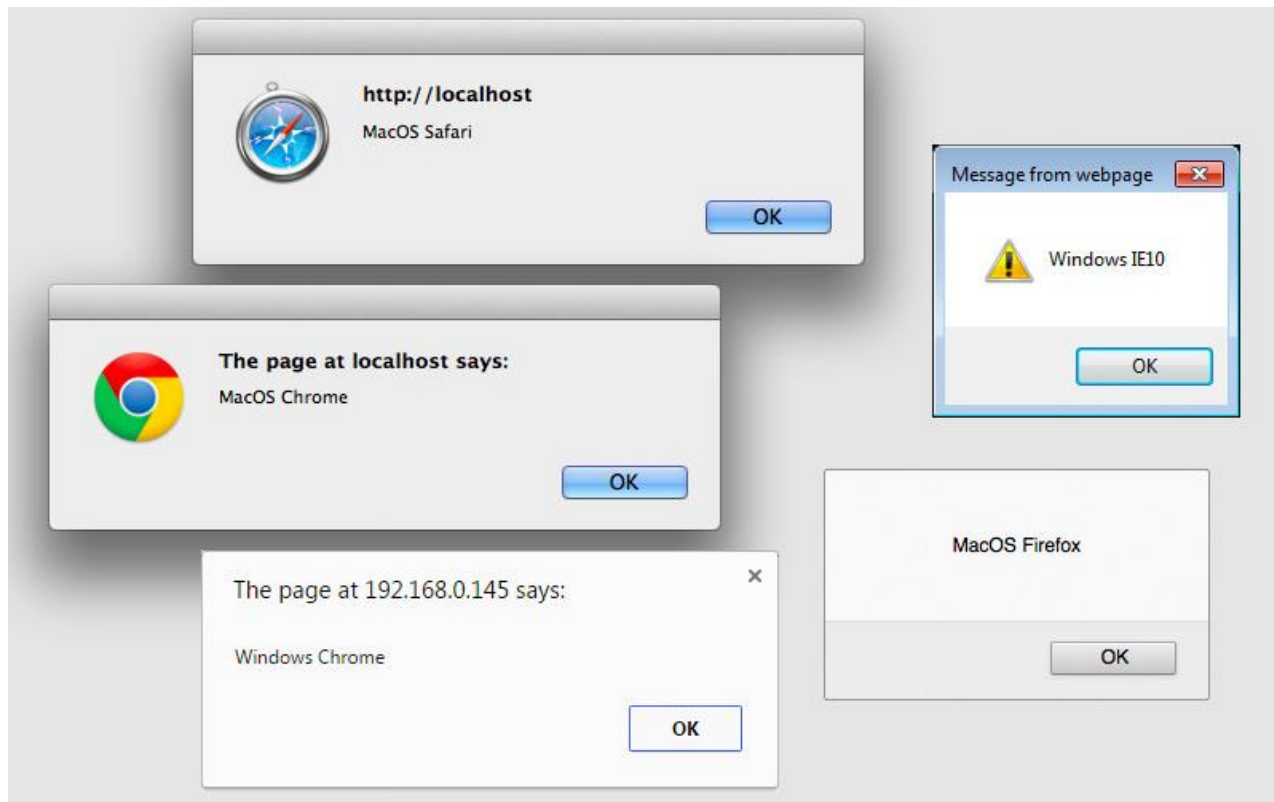 http://localhost
MacOS Safari
OK
Message from webpage
Windows IE10
OK
The page at localhost says:
MacOS Chrome
OK
MacOS Firefox
OK
The page at 192.168.0.145 says:
Windows Chrome
OK